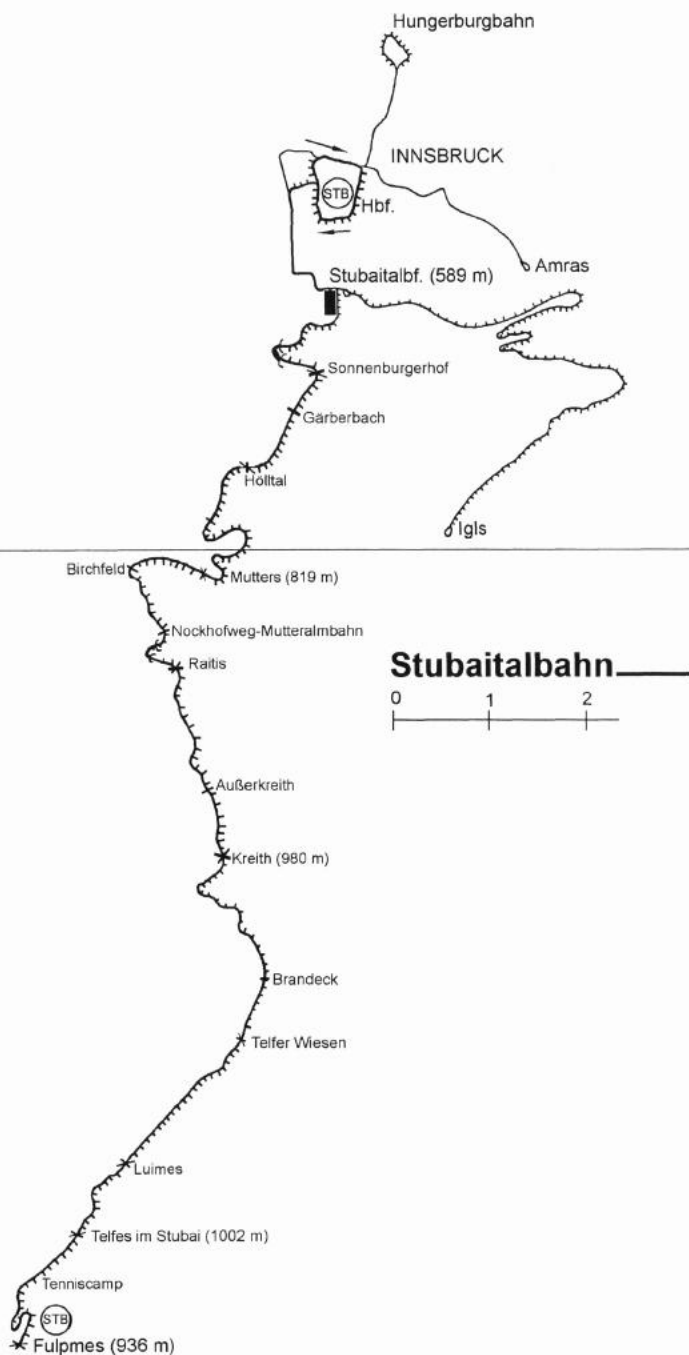 Hungerburgbahn
INNSBRUCK
STB
Hbf.
Amras
Stubaitalbf. (589 m)
Sonnenburgerhof
Gärberbach
Hölltal
Igls
Birchfeld
Mutters (819 m)
Nockhofweg-Mutteralmbahn
Stubaitalbahn
Raitis
0 1 2
Außerkreith
Kreith (980 m)
Brandeck
Telfer Wiesen
Luimes
Telfes im Stubai (1002 m)
Tenniscamp
STB
Fulpmes (936 m)